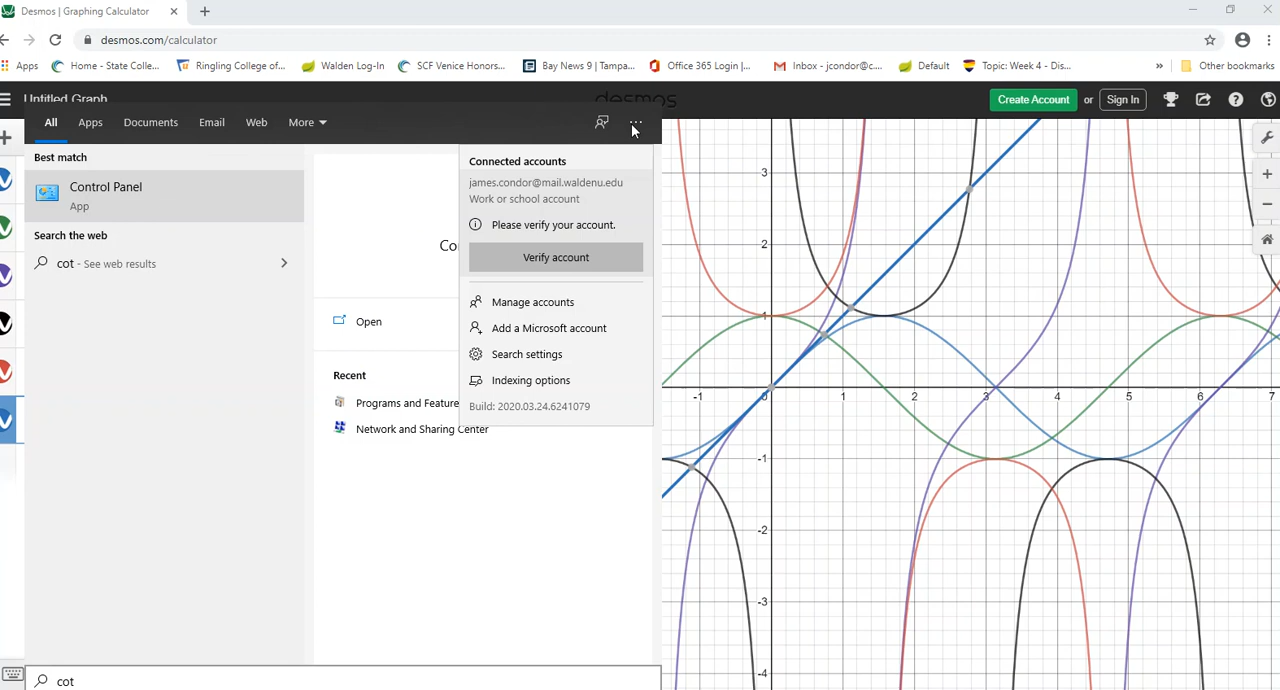 Desmos | Graphing Calculator
desmos.com/calculator
Apps Home - State Colle... Ringling College of... Walden Log-In SCF Venice Honors... Bay News 9 | Tampa... Office 365 Login |... Inbox - jcondor@c... Default Topic: Week 4 - Dis... » Other bookmarks
Untitled Graph
desmos
Create Account or Sign In
All Apps Documents Email Web More
Best match
Control Panel
App
Search the web
cot - See web results
Co
Open
Recent
Programs and Feature
Network and Sharing Center
Connected accounts
james.condor@mail.waldenu.edu
Work or school account
Please verify your account.
Verify account
Manage accounts
Add a Microsoft account
Search settings
Indexing options
Build: 2020.03.24.6241079
3
2
1
-1 0 1 2 3 4 5 6 7
-1
-2
-3
-4
cot